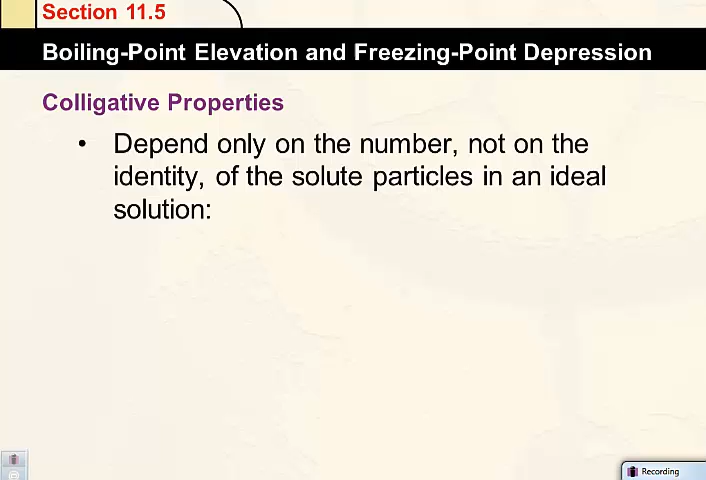 Section 11.5
Boiling-Point Elevation and Freezing-Point Depression
Colligative Properties
• Depend only on the number, not on the
identity, of the solute particles in an ideal
solution:
Recording